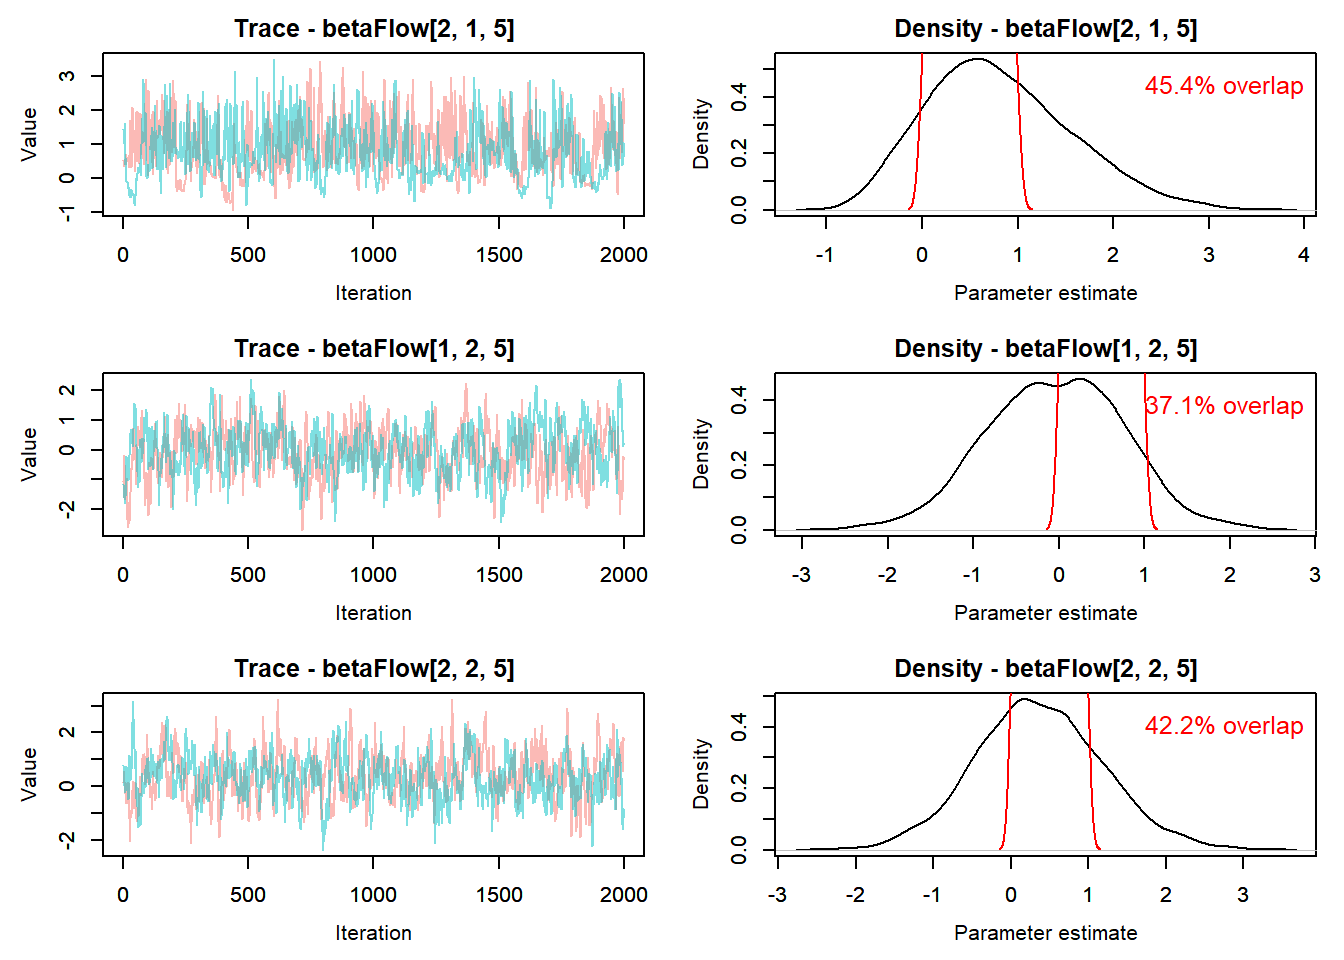 Trace - betaFlow[2, 1, 5]
Value
-1 0 1 2 3
0 500 1000 1500 2000
Iteration
Density - betaFlow[2, 1, 5]
Density
0.0 0.2 0.4
45.4% overlap
-1 0 1 2 3 4
Parameter estimate
Trace - betaFlow[1, 2, 5]
Value
-2 0 1 2
0 500 1000 1500 2000
Iteration
Density - betaFlow[1, 2, 5]
Density
0.0 0.2 0.4
37.1% overlap
-3 -2 -1 0 1 2 3
Parameter estimate
Trace - betaFlow[2, 2, 5]
Value
-2 0 2
0 500 1000 1500 2000
Iteration
Density - betaFlow[2, 2, 5]
Density
0.0 0.2 0.4
42.2% overlap
-3 -2 -1 0 1 2 3
Parameter estimate